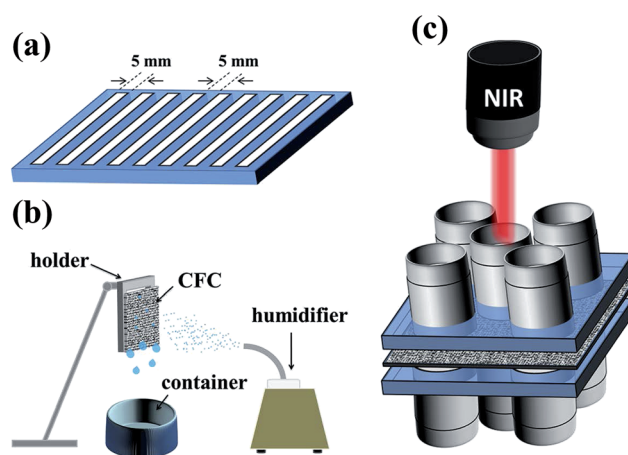 (a)
5 mm
5 mm
(b)
holder
CFC
humidifier
container
(c)
NIR